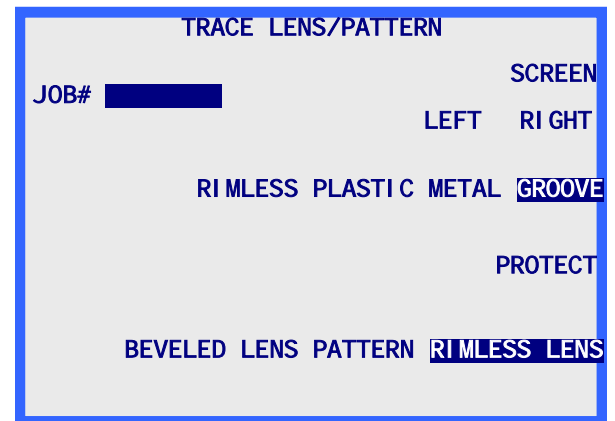 TRACE LENS/PATTERN
SCREEN
JOB#
LEFT RIGHT
RIMLESS PLASTIC METAL GROOVE
PROTECT
BEVELED LENS PATTERN RIMLESS LENS